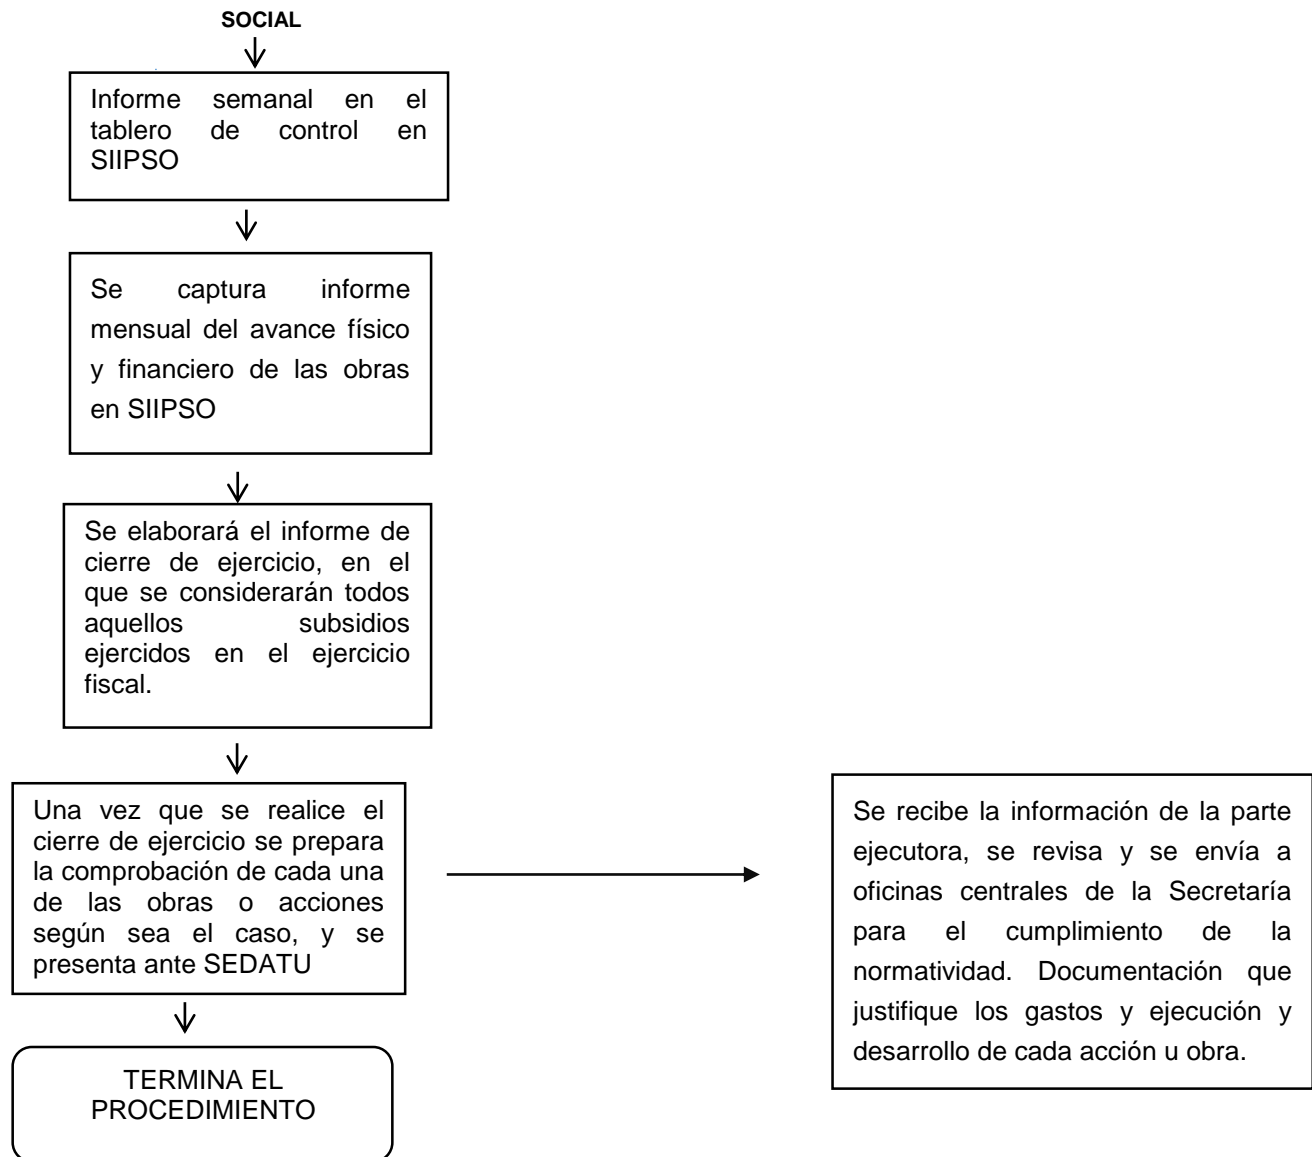 SOCIAL
Informe semanal en el
tablero de control en
SIIPSO
Se captura informe
mensual del avance físico
y financiero de las obras
en SIIPSO
Se elaborará el informe de
cierre de ejercicio, en el
que se considerarán todos
aquellos subsidios
ejercidos en el ejercicio
fiscal.
Una vez que se realice el
cierre de ejercicio se prepara
la comprobación de cada una
de las obras o acciones
según sea el caso, y se
presenta ante SEDATU
Se recibe la información de la parte
ejecutora, se revisa y se envía a
oficinas centrales de la Secretaría
para el cumplimiento de la
normatividad. Documentación que
justifique los gastos y ejecución y
desarrollo de cada acción u obra.
TERMINA EL
PROCEDIMIENTO